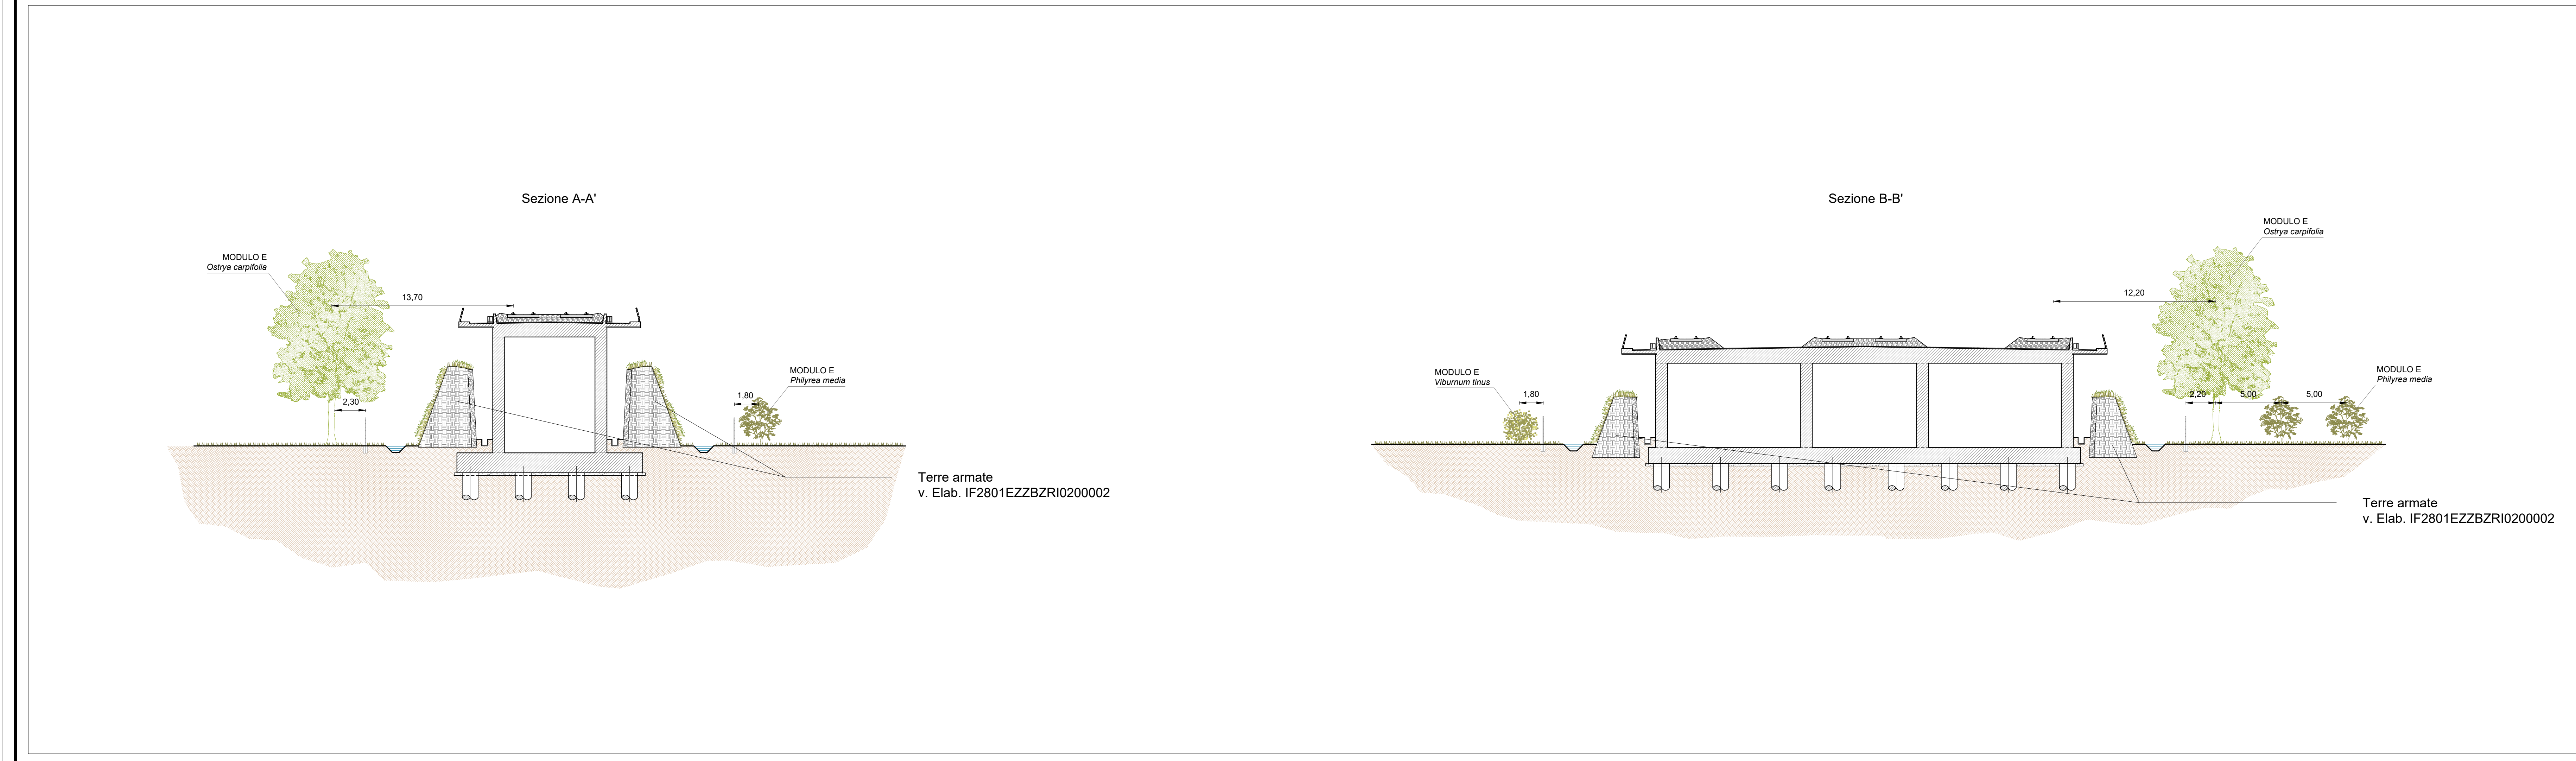 Sezione A-A'
MODULO E
Ostrya carpifolia
13,70
2,30
MODULO E
Philyrea media
1,80
Terre armate
v. Elab. IF2801EZZBZRI0200002
Sezione B-B'
MODULO E
Ostrya carpifolia
12,20
MODULO E
Viburnum tinus
1,80
MODULO E
Philyrea media
2,20
5,00
5,00
Terre armate
v. Elab. IF2801EZZBZRI0200002